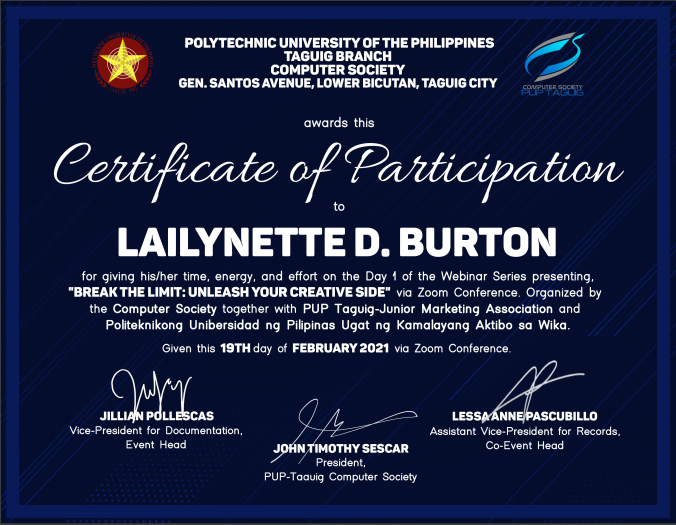 POLYTECHNIC UNIVERSITY OF THE PHILIPPINES
TAGUIG BRANCH
COMPUTER SOCIETY
GEN. SANTOS AVENUE, LOWER BICUTAN, TAGUIG CITY
COMPUTER SOCIETY
PUP TAGUIG
awards this
Certificate of Participation
to
LAILYNETTE D. BURTON
for giving his/her time, energy, and effort on the Day 1 of the Webinar Series presenting,
"BREAK THE LIMIT: UNLEASH YOUR CREATIVE SIDE" via Zoom Conference. Organized by
the Computer Society together with PUP Taguig-Junior Marketing Association and
Politeknikong Unibersidad ng Pilipinas Ugat ng Kamalayang Aktibo sa Wika.
Given this 19TH day of FEBRUARY 2021 via Zoom Conference.
JILLIAN POLLESCAS
Vice-President for Documentation,
Event Head
JOHN TIMOTHY SESCAR
President,
PUP-Taguig Computer Society
LESSA ANNE PASCUBILLO
Assistant Vice-President for Records,
Co-Event Head